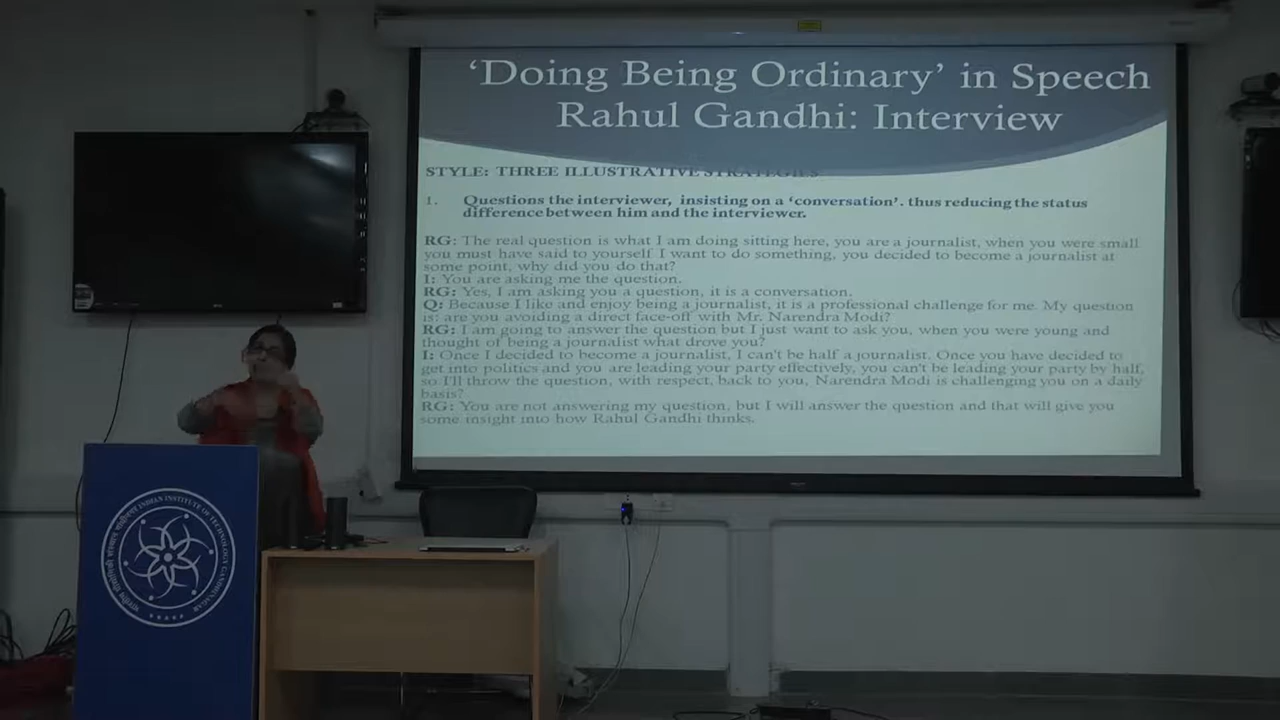 ‘Doing Being Ordinary’ in Speech
Rahul Gandhi: Interview
STYLE: THREE ILLUSTRATIVE STRATEGIES
1. Questions the interviewer, insisting on a ‘conversation’. thus reducing the status
difference between him and the interviewer.
RG: The real question is what I am doing sitting here, you are a journalist, when you were small
you must have said to yourself I want to do something, you decided to become a journalist at
some point, why did you do that?
I: You are asking me the question.
RG: Yes, I am asking you a question, it is a conversation.
Q: Because I like and enjoy being a journalist, it is a professional challenge for me. My question
is: are you avoiding a direct face-off with Mr. Narendra Modi?
RG: I am going to answer the question but I just want to ask you, when you were young and
thought of being a journalist what drove you?
I: Once I decided to become a journalist, I can't be half a journalist. Once you have decided to
get into politics and you are leading your party effectively, you can't be leading your party by half,
so I'll throw the question, with respect, back to you, Narendra Modi is challenging you on a daily
basis?
RG: You are not answering my question, but I will answer the question and that will give you
some insight into how Rahul Gandhi thinks.
INDIAN INSTITUTE OF TECHNOLOGY GANDHINAGAR